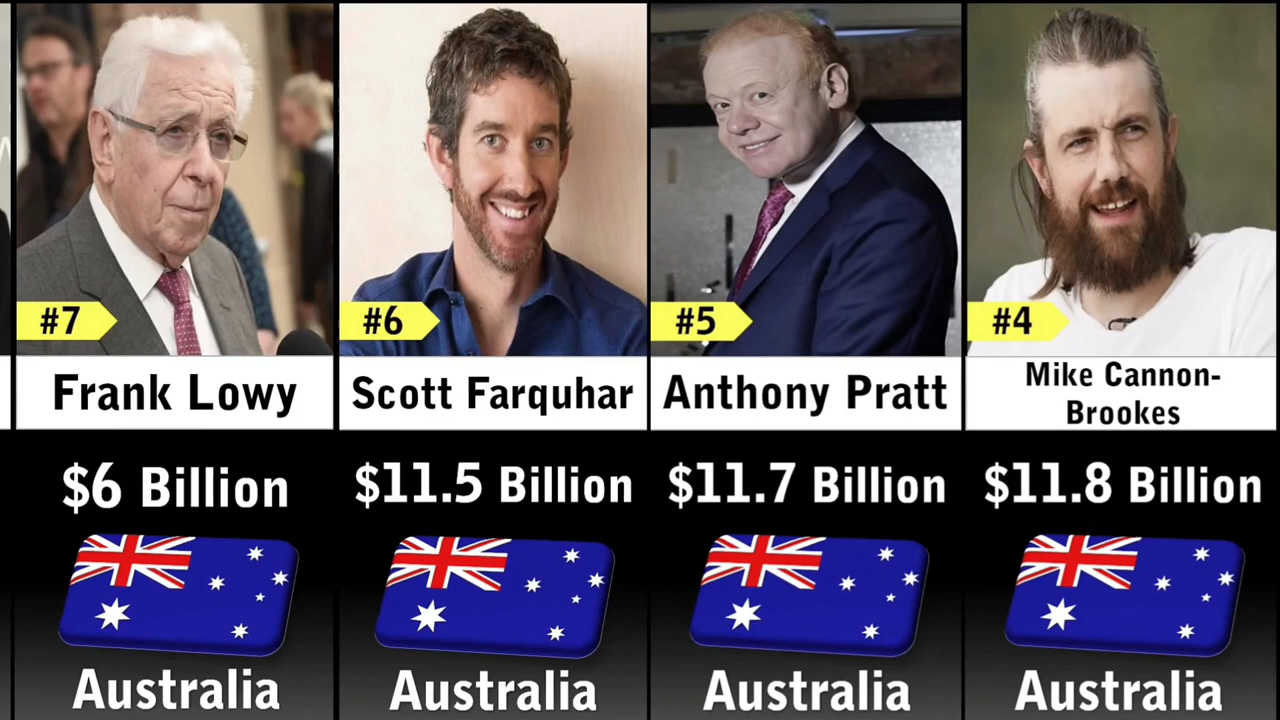 #7
#6
#5
#4
Frank Lowy
Scott Farquhar
Anthony Pratt
Mike Cannon-
Brookes
$6 Billion
$11.5 Billion
$11.7 Billion
$11.8 Billion
Australia
Australia
Australia
Australia